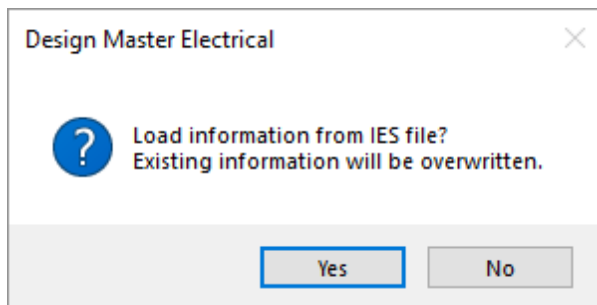 Design Master Electrical
?
Load information from IES file?
Existing information will be overwritten.
Yes
No